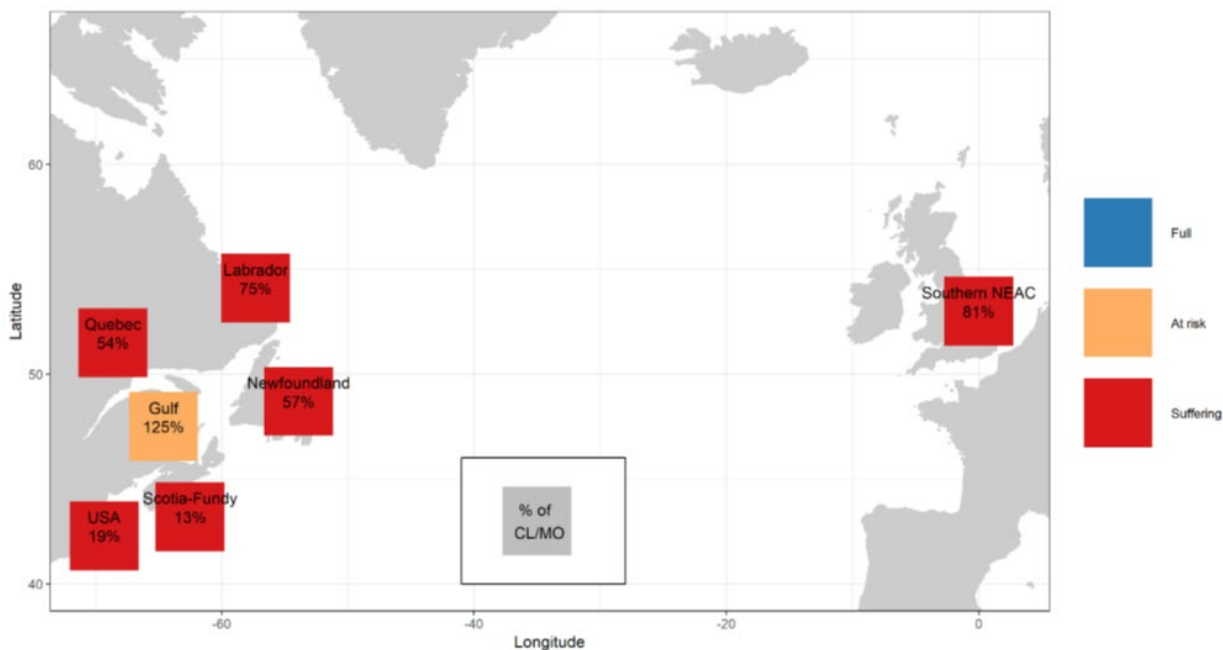 60
50
40
Latitude
Labrador
75%
Quebec
54%
Newfoundland
57%
Gulf
125%
Scotia-Fundy
13%
USA
19%
Southern NEAC
81%
% of
CL/MO
-60
-40
-20
0
Longitude
Full
At risk
Suffering